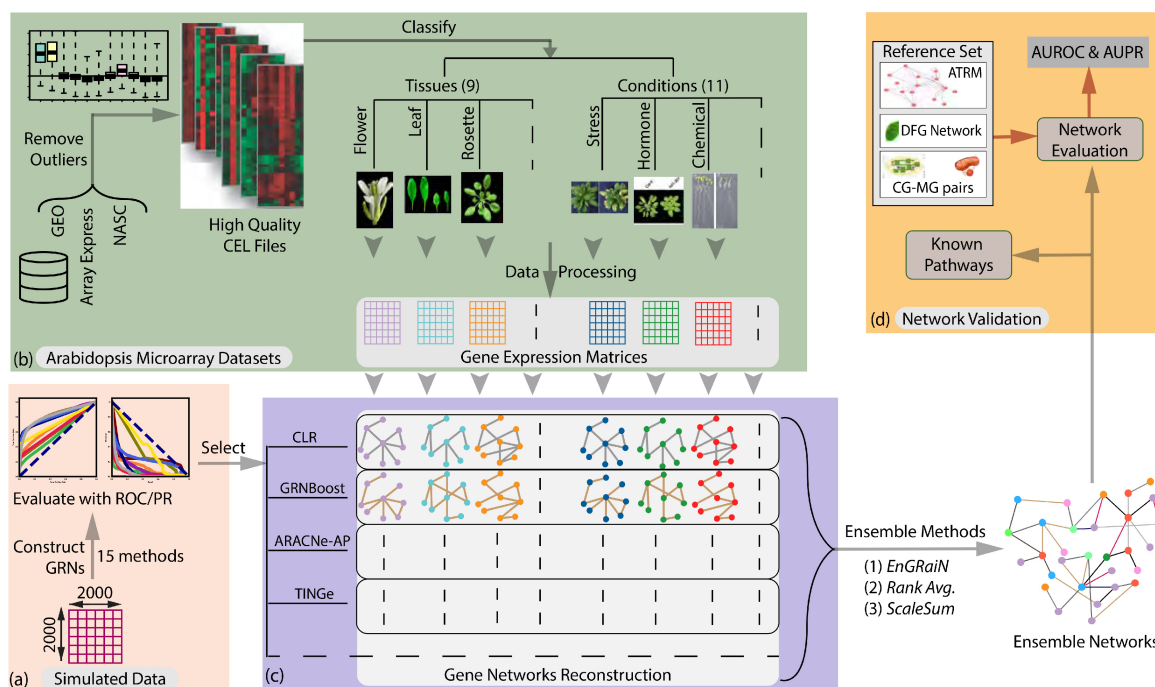 Remove
Outliers
GEO
Array Express
NASC
High Quality
CEL Files
Classify
Tissues (9)
Conditions (11)
Flower
Leaf
Rosette
Stress
Hormone
Chemical
Data Processing
Gene Expression Matrices
(b) Arabidopsis Microarray Datasets
Reference Set
ATRM
DFG Network
CG-MG pairs
AUROC & AUPR
Network
Evaluation
Known
Pathways
(d) Network Validation
Evaluate with ROC/PR
Construct
GRNs
15 methods
2000
2000
(a) Simulated Data
Select
CLR
GRNBoost
ARACNe-AP
TINGe
(c) Gene Networks Reconstruction
Ensemble Methods
(1) EnGRaiN
(2) Rank Avg.
(3) ScaleSum
Ensemble Networks